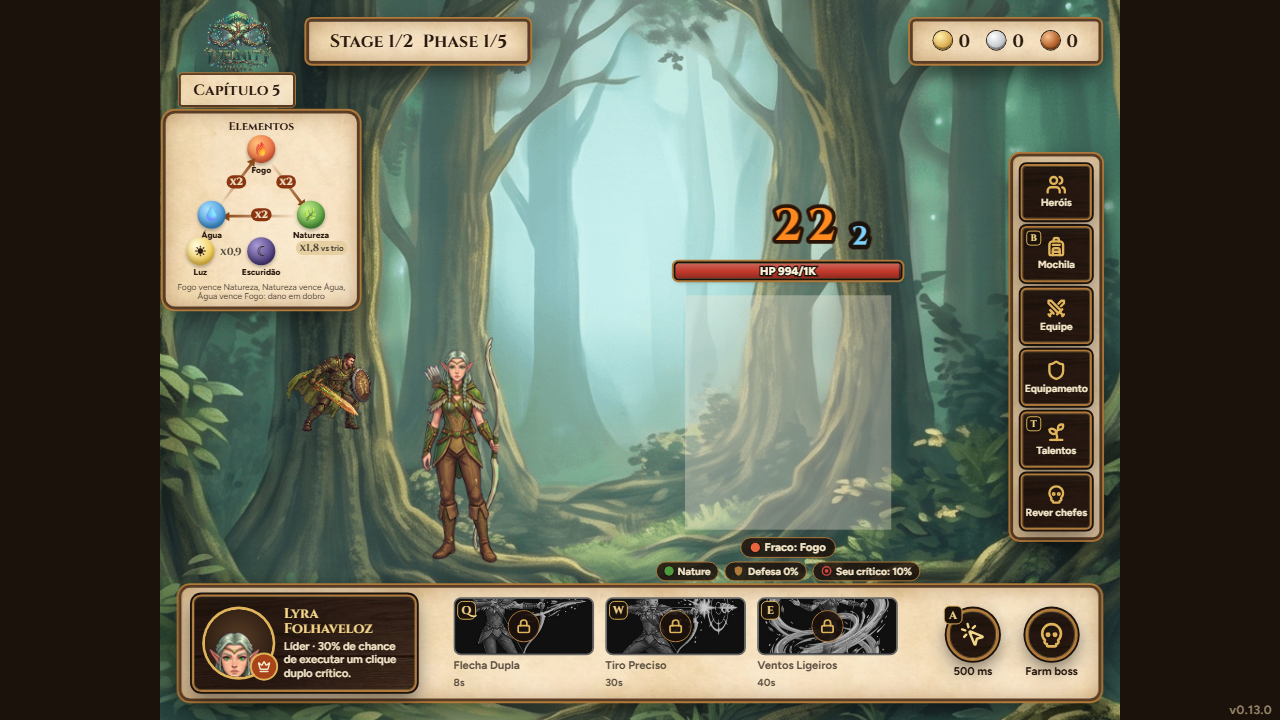 STAGE 1/2 PHASE 1/5
0 0 0
CAPÍTULO 5
ELEMENTOS
Fogo
X2 X2
X2
Água Natureza
X0,9 X1,8 vs trio
Luz Escuridão
Fogo vence Natureza, Natureza vence Água,
Água vence Fogo: dano em dobro
22 2
HP 994/1K
Heróis
B
Mochila
Equipe
Equipamento
T
Talentos
Rever chefes
Fraco: Fogo
Nature Defesa 0% Seu crítico: 10%
LYRA
FOLHAVELOZ
Líder · 30% de chance
de executar um clique
duplo crítico.
Q W E
Flecha Dupla
8s
Tiro Preciso
30s
Ventos Ligeiros
40s
A
500 ms
Farm boss
v0.13.0